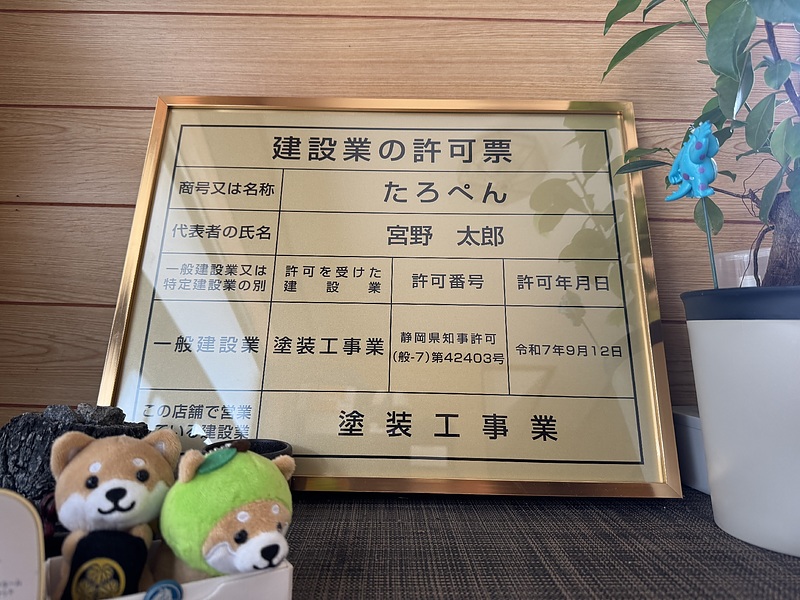 建設業の許可票
商号又は名称 たろぺん
代表者の氏名 宮野 太郎
一般建設業又は
特定建設業の別
許可を受けた
建設業
許可番号
許可年月日
一般建設業
塗装工事業
静岡県知事許可
(般-7)第42403号
令和7年9月12日
この店舗で営業
ている建設業
塗装工事業